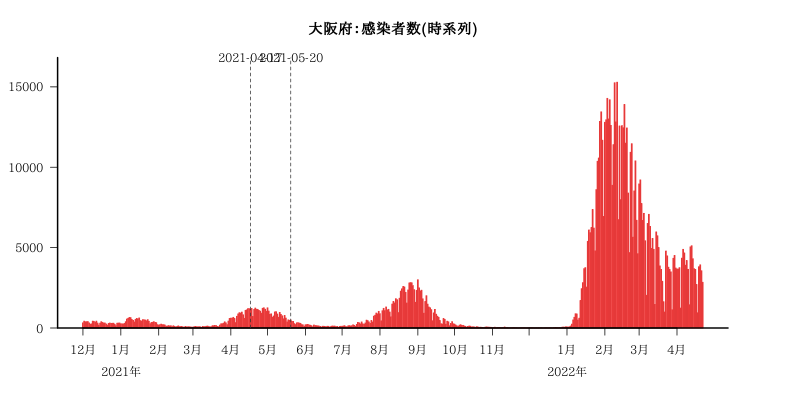 大阪府:感染者数(時系列)
2021-04-17
2021-05-20
15000
10000
5000
0
12月 1月 2月 3月 4月 5月 6月 7月 8月 9月 10月 11月 1月 2月 3月 4月
2021年 2022年